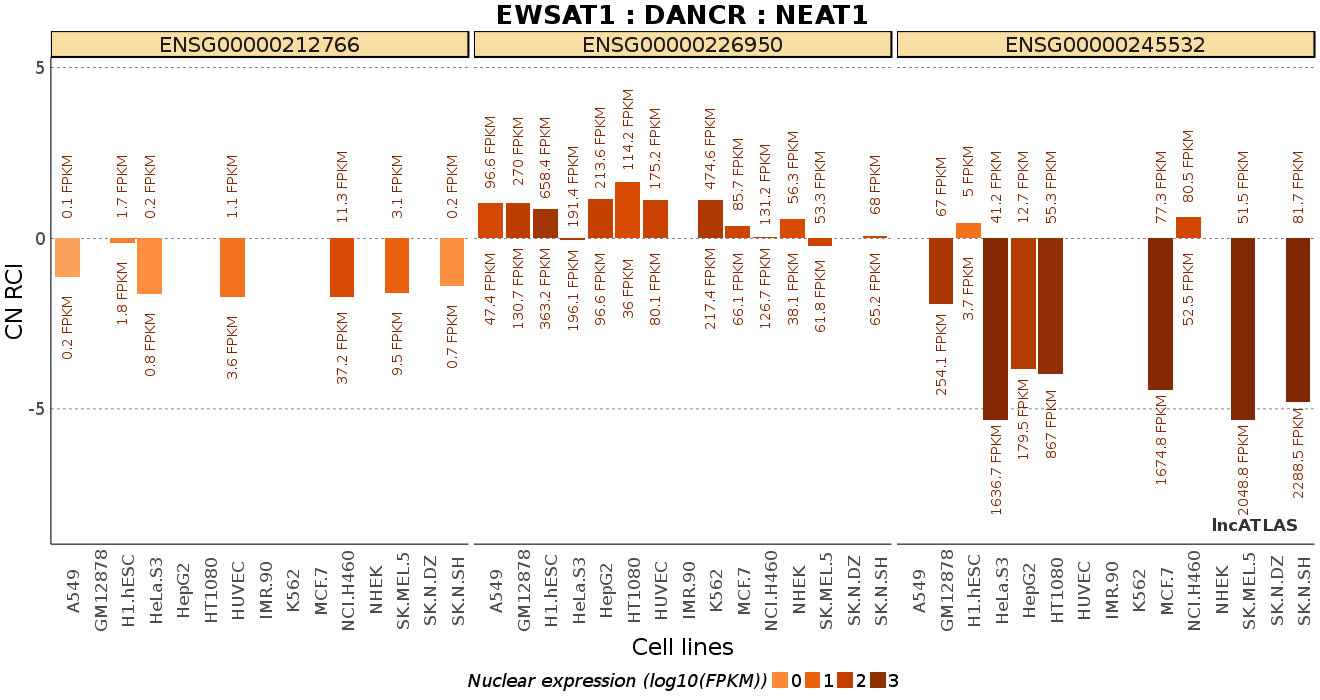 EWSAT1 : DANCR : NEAT1
ENSG00000212766
ENSG00000226950
ENSG00000245532
CN RCI
5
0
-5
0.1 FPKM
1.7 FPKM
0.2 FPKM
1.1 FPKM
11.3 FPKM
3.1 FPKM
0.2 FPKM
0.2 FPKM
1.8 FPKM
0.8 FPKM
3.6 FPKM
37.2 FPKM
9.5 FPKM
0.7 FPKM
96.6 FPKM
270 FPKM
658.4 FPKM
191.4 FPKM
213.6 FPKM
114.2 FPKM
175.2 FPKM
474.6 FPKM
85.7 FPKM
131.2 FPKM
56.3 FPKM
53.3 FPKM
68 FPKM
47.4 FPKM
130.7 FPKM
363.2 FPKM
196.1 FPKM
96.6 FPKM
36 FPKM
80.1 FPKM
217.4 FPKM
66.1 FPKM
126.7 FPKM
38.1 FPKM
61.8 FPKM
65.2 FPKM
67 FPKM
5 FPKM
41.2 FPKM
12.7 FPKM
55.3 FPKM
77.3 FPKM
80.5 FPKM
51.5 FPKM
81.7 FPKM
254.1 FPKM
3.7 FPKM
1636.7 FPKM
179.5 FPKM
867 FPKM
1674.8 FPKM
52.5 FPKM
2048.8 FPKM
2288.5 FPKM
lncATLAS
A549
GM12878
H1.hESC
HeLa.S3
HepG2
HT1080
HUVEC
IMR.90
K562
MCF.7
NCI.H460
NHEK
SK.MEL.5
SK.N.DZ
SK.N.SH
A549
GM12878
H1.hESC
HeLa.S3
HepG2
HT1080
HUVEC
IMR.90
K562
MCF.7
NCI.H460
NHEK
SK.MEL.5
SK.N.DZ
SK.N.SH
A549
GM12878
H1.hESC
HeLa.S3
HepG2
HT1080
HUVEC
IMR.90
K562
MCF.7
NCI.H460
NHEK
SK.MEL.5
SK.N.DZ
SK.N.SH
Cell lines
Nuclear expression (log10(FPKM)) 0 1 2 3